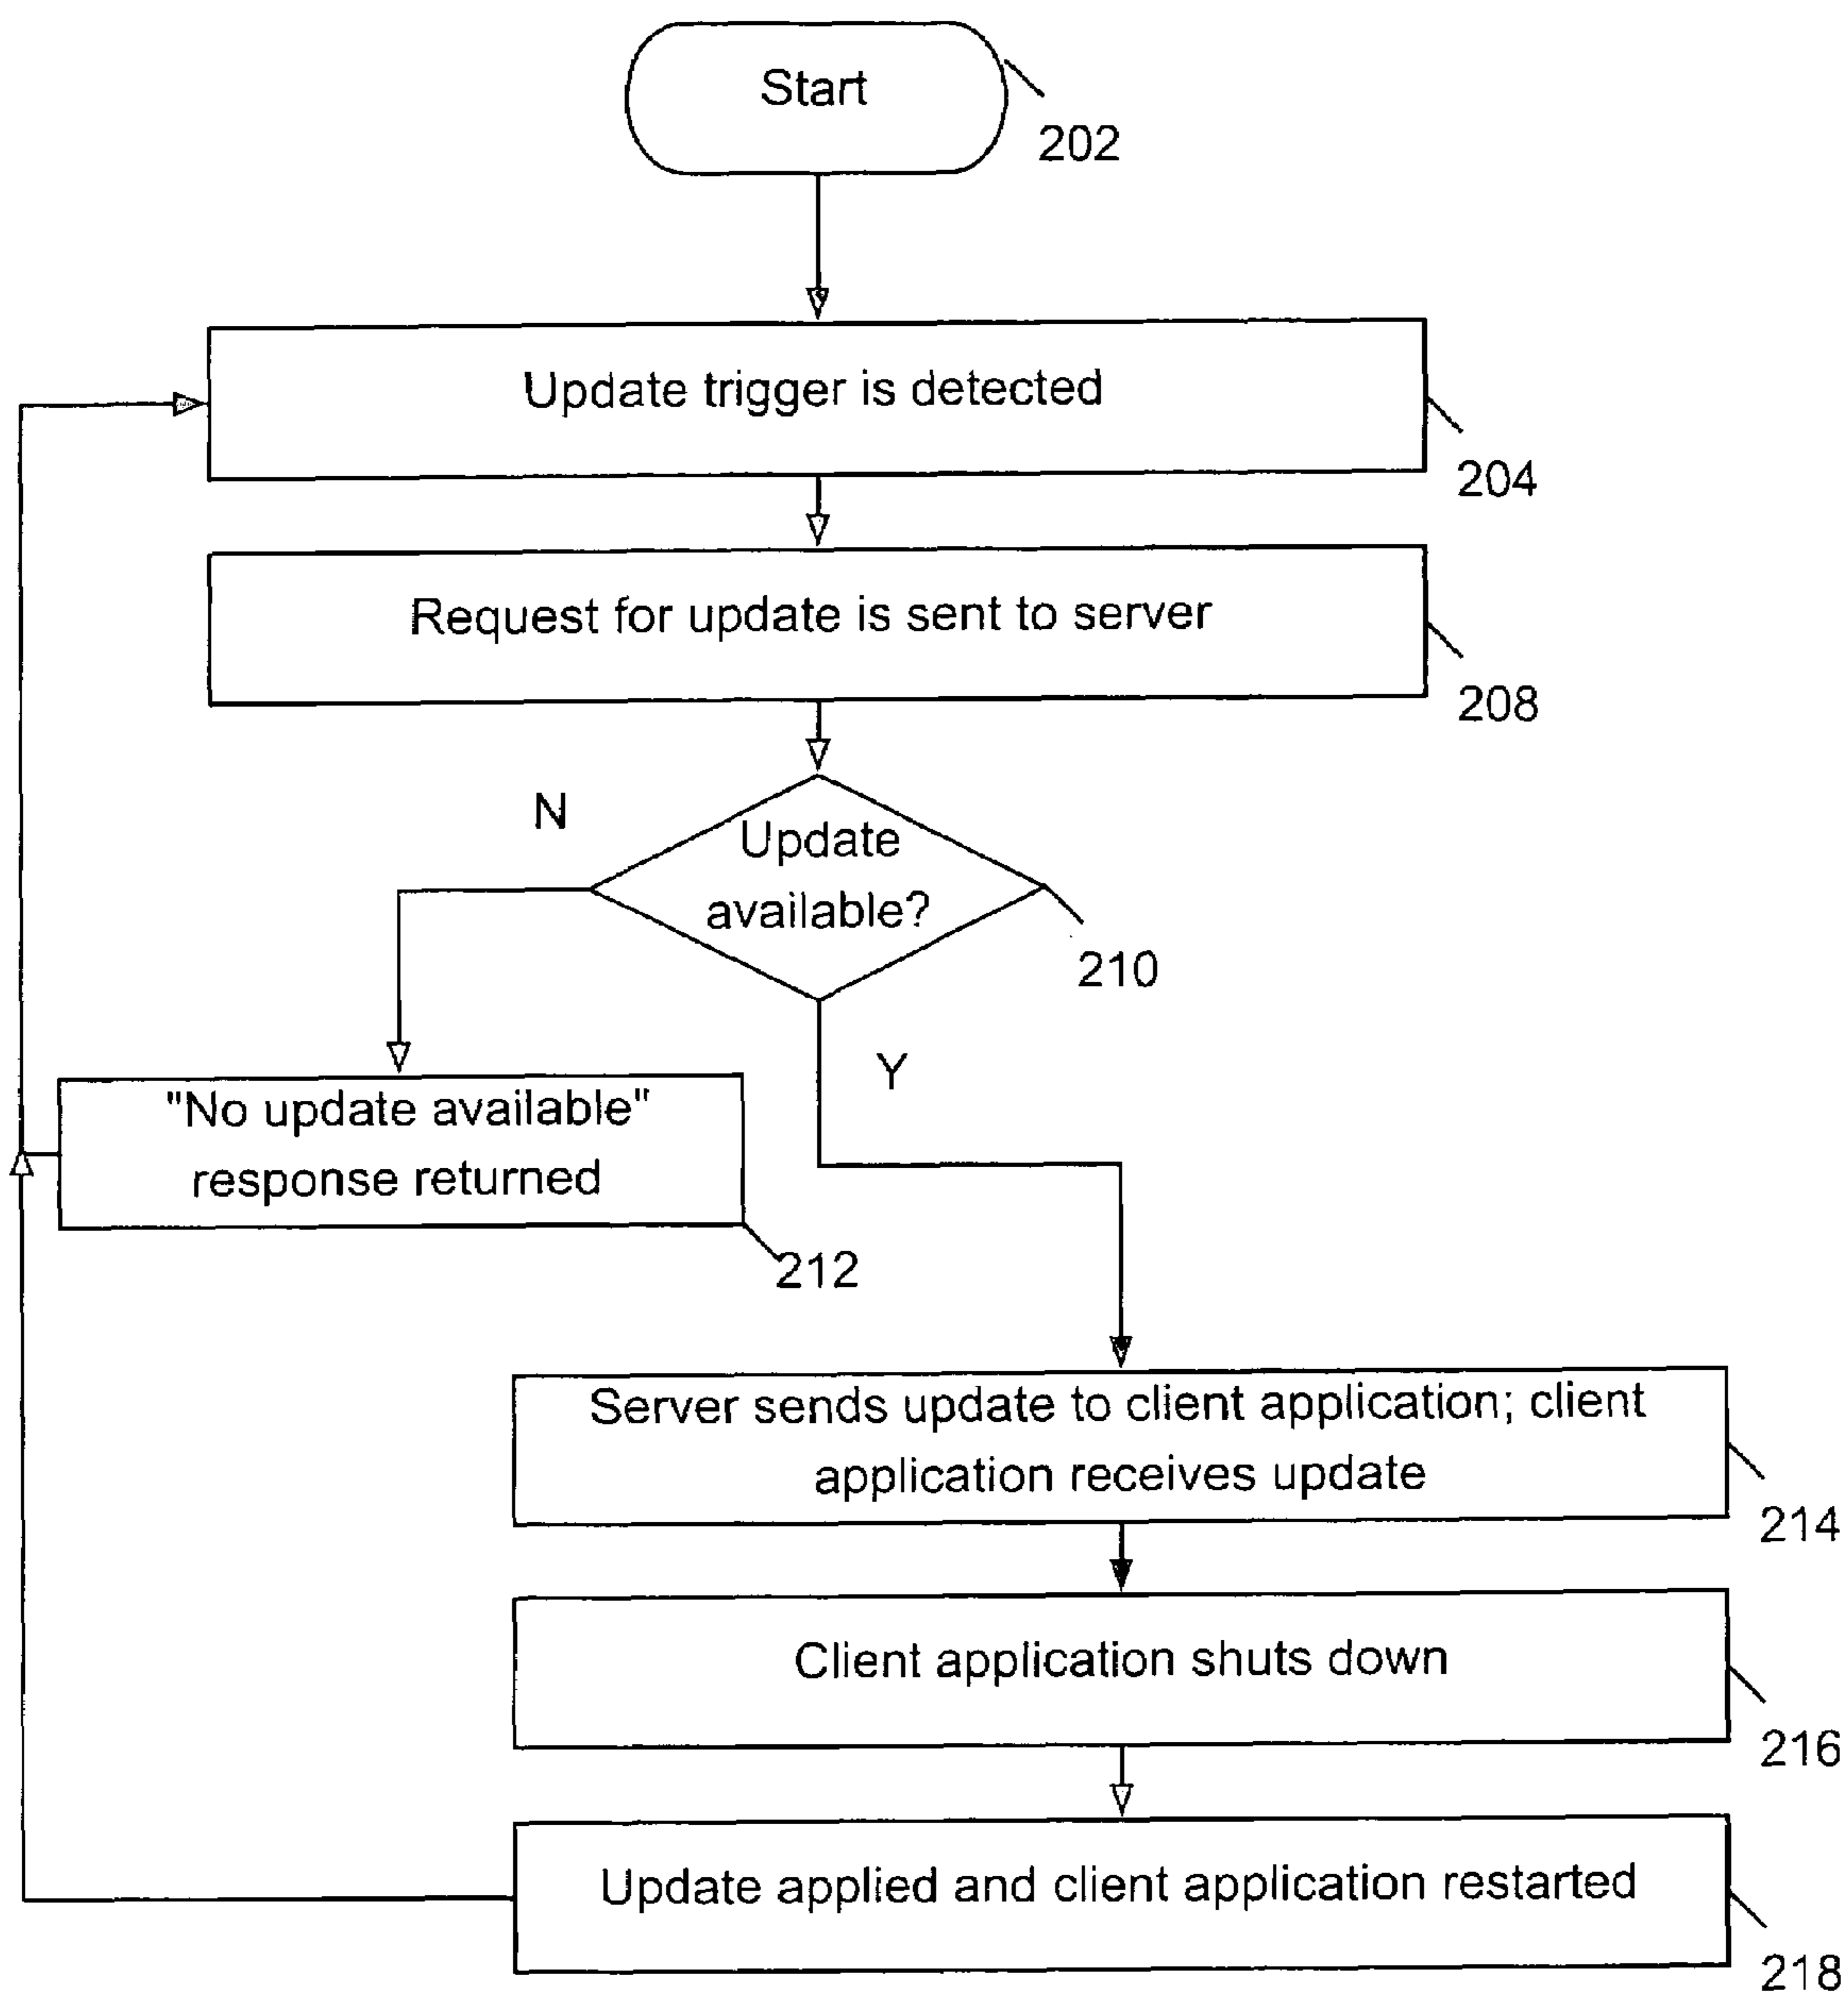 Start
202
Update trigger is detected
204
Request for update is sent to server
208
N
Update
available?
210
Y
"No update available"
response returned
212
Server sends update to client application; client
application receives update
214
Client application shuts down
216
Update applied and client application restarted
218